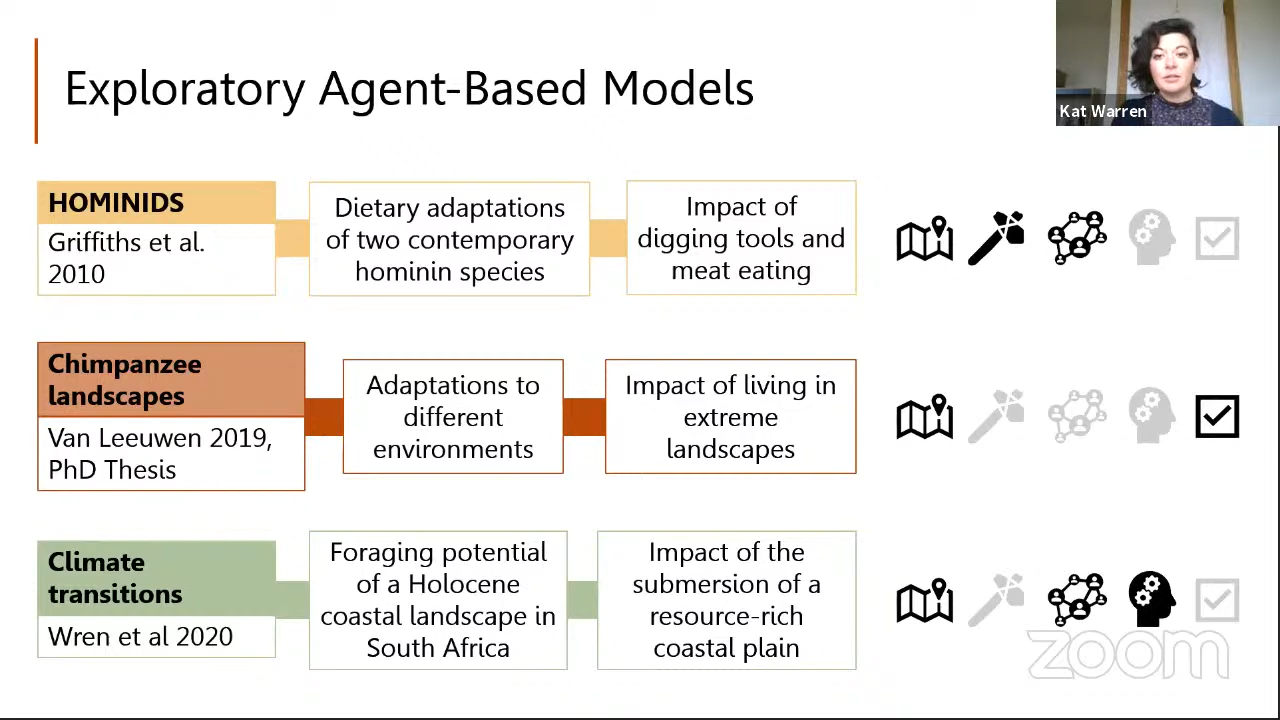 Exploratory Agent-Based Models
Kat Warren
HOMINIDS
Griffiths et al.
2010
Dietary adaptations
of two contemporary
hominin species
Impact of
digging tools and
meat eating
Chimpanzee
landscapes
Van Leeuwen 2019,
PhD Thesis
Adaptations to
different
environments
Impact of living in
extreme
landscapes
Climate
transitions
Wren et al 2020
Foraging potential
of a Holocene
coastal landscape in
South Africa
Impact of the
submersion of a
resource-rich
coastal plain
zoom